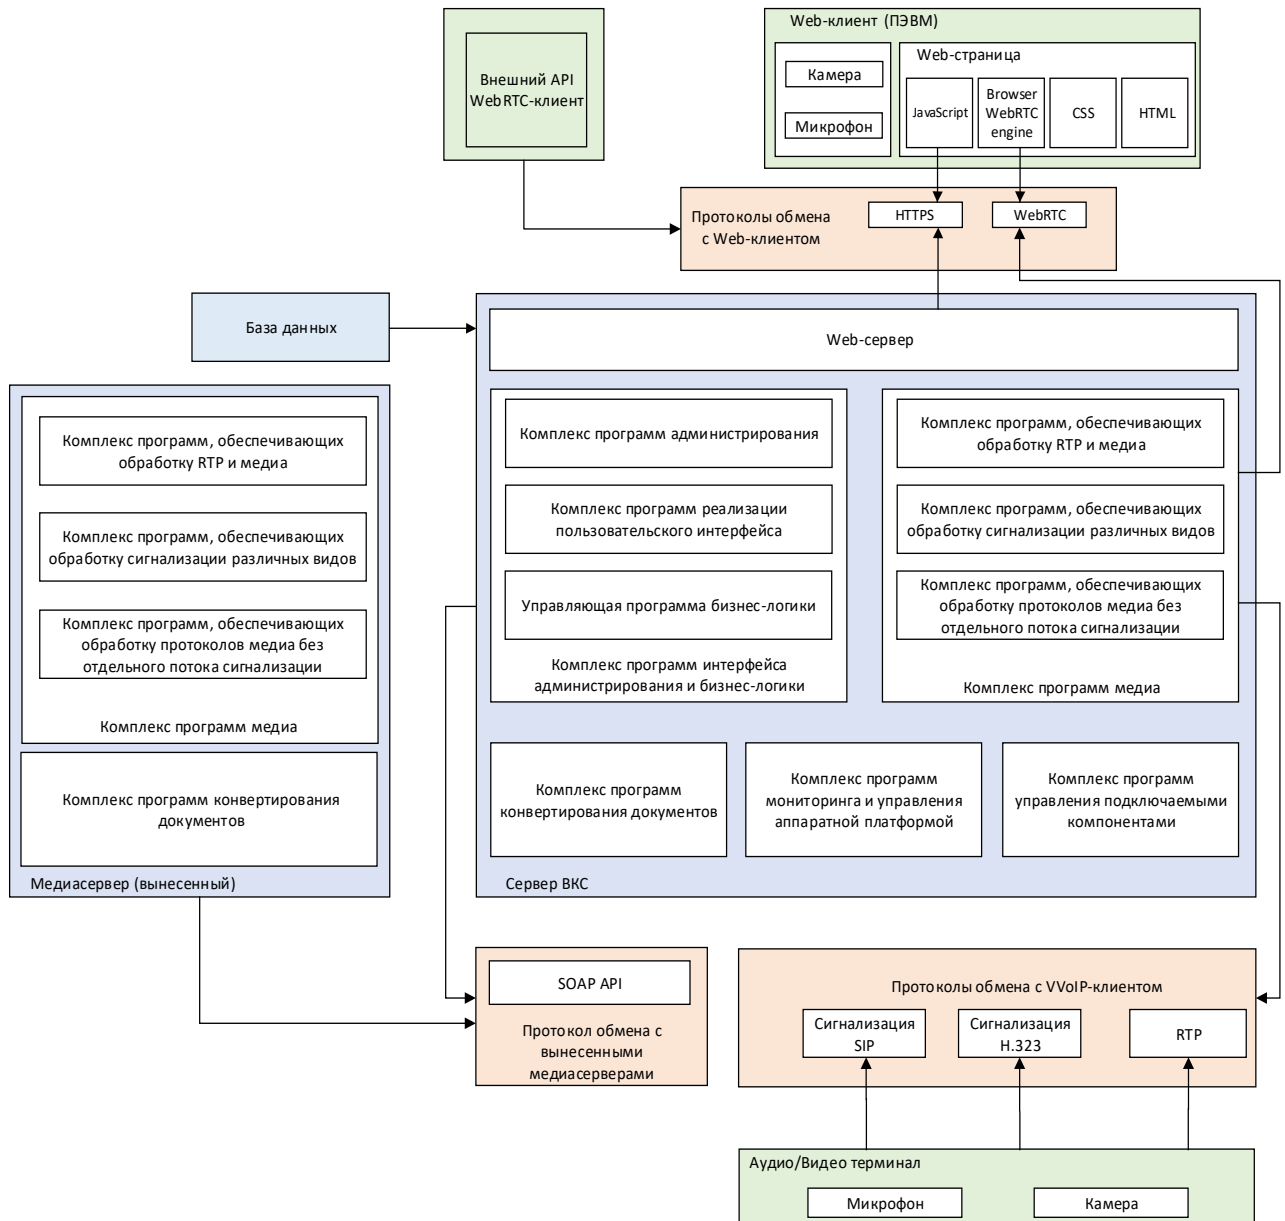 Внешний API
WebRTC-клиент
Web-клиент (ПЭВМ)
Камера
Микрофон
Web-страница
JavaScript
Browser
WebRTC
engine
CSS
HTML
Протоколы обмена
с Web-клиентом
HTTPS
WebRTC
База данных
Web-сервер
Комплекс программ, обеспечивающих
обработку RTP и медиа
Комплекс программ, обеспечивающих
обработку сигнализации различных видов
Комплекс программ, обеспечивающих
обработку протоколов медиа без
отдельного потока сигнализации
Комплекс программ медиа
Комплекс программ конвертирования
документов
Медиасервер (вынесенный)
Комплекс программ администрирования
Комплекс программ реализации
пользовательского интерфейса
Управляющая программа бизнес-логики
Комплекс программ интерфейса
администрирования и бизнес-логики
Комплекс программ, обеспечивающих
обработку RTP и медиа
Комплекс программ, обеспечивающих
обработку сигнализации различных видов
Комплекс программ, обеспечивающих
обработку протоколов медиа без
отдельного потока сигнализации
Комплекс программ медиа
Комплекс программ
конвертирования документов
Комплекс программ
мониторинга и управления
аппаратной платформой
Комплекс программ
управления подключаемыми
компонентами
Сервер ВКС
SOAP API
Протокол обмена с
вынесенными
медиасерверами
Протоколы обмена с VVoIP-клиентом
Сигнализация
SIP
Сигнализация
H.323
RTP
Аудио/Видео терминал
Микрофон
Камера